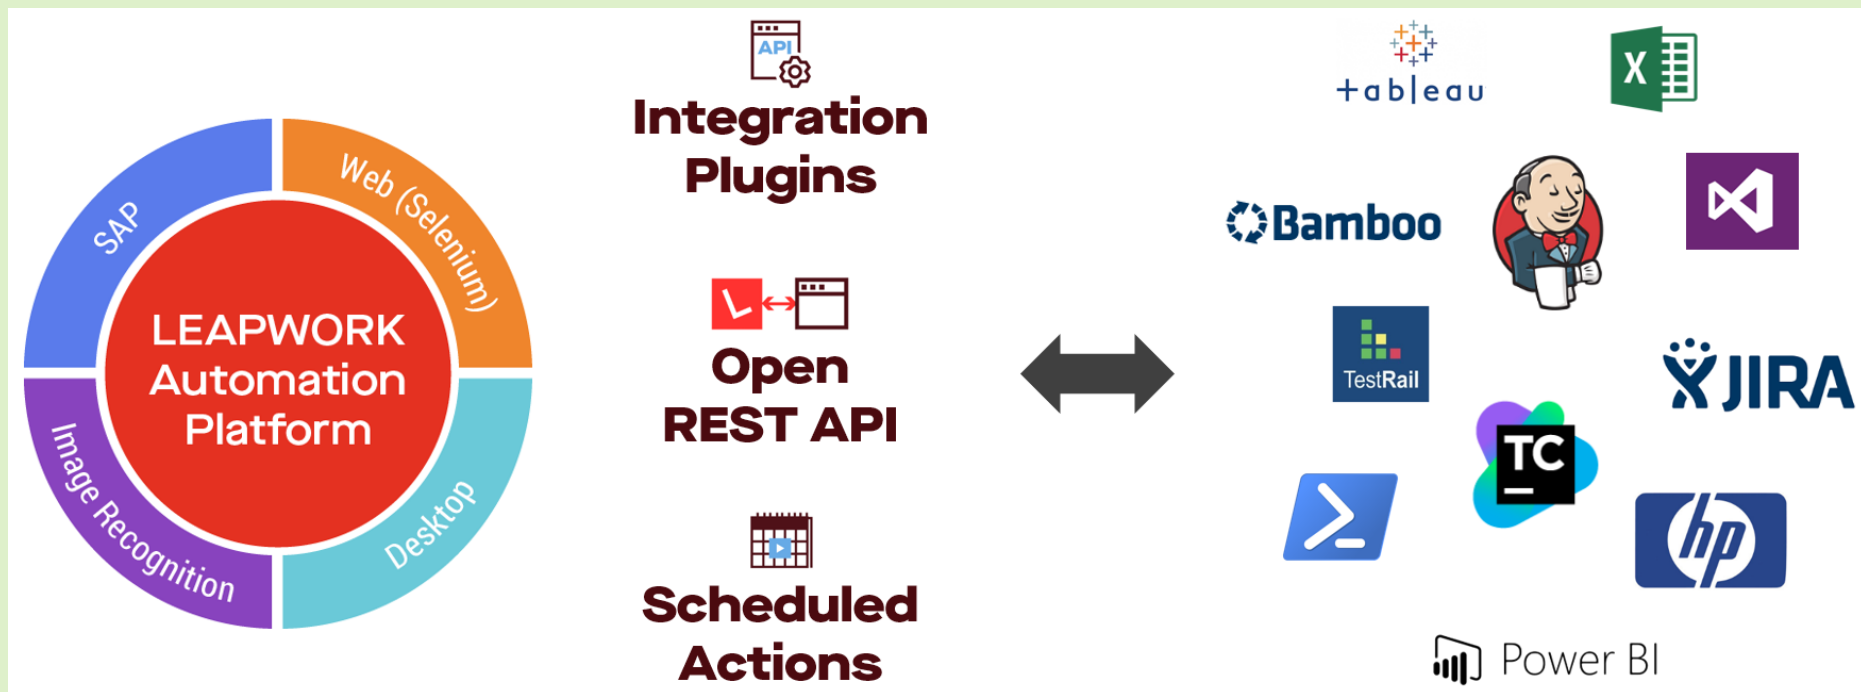 SAP
Web (Selenium)
LEAPWORK
Automation
Platform
Image Recognition
Desktop
API
Integration
Plugins
L
Open
REST API
Scheduled
Actions
+ableau
X
Bamboo
TestRail
JIRA
TC
hp
Power BI